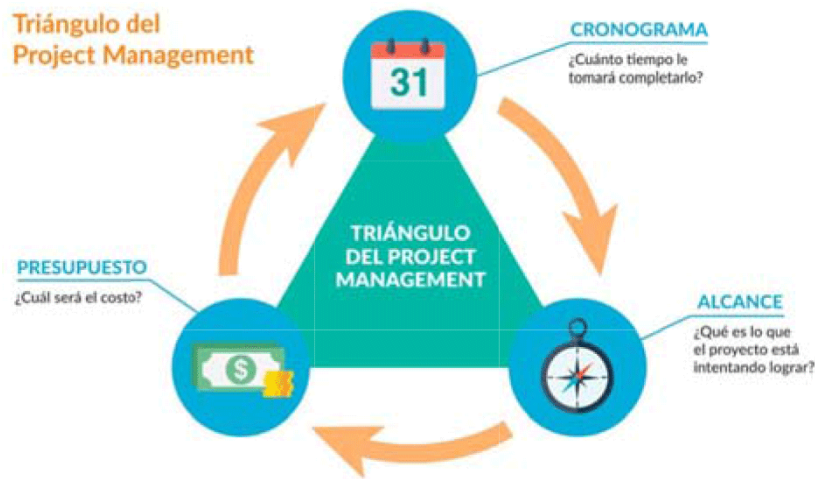 Triángulo del
Project Management
31
CRONOGRAMA
¿Cuánto tiempo le
tomará completarlo?
TRIÁNGULO
DEL PROJECT
MANAGEMENT
PRESUPUESTO
¿Cuál será el costo?
$
ALCANCE
¿Qué es lo que
el proyecto está
intentando lograr?